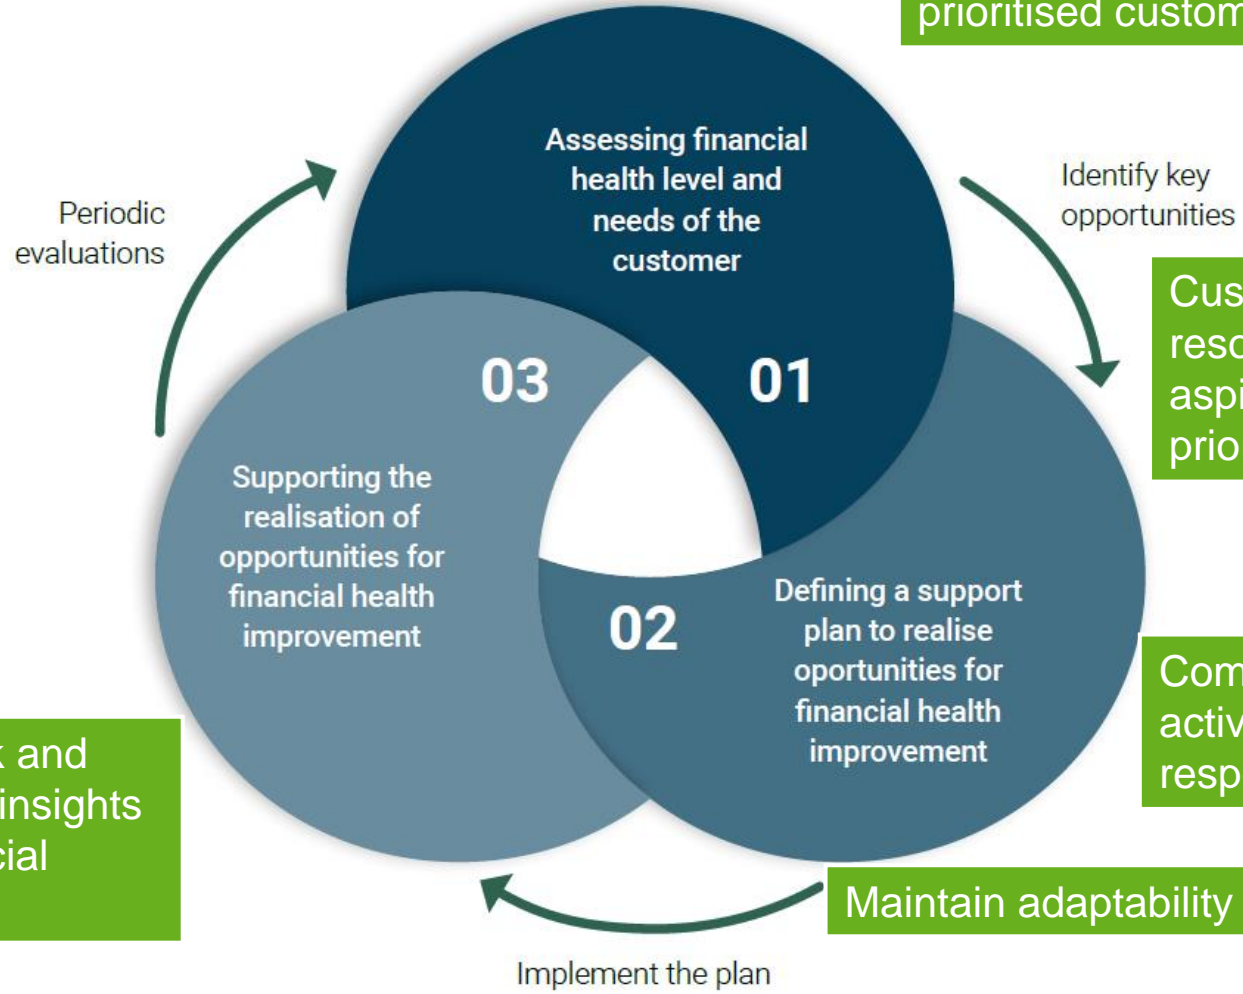 prioritised custom
Assessing financial
health level and
needs of the
customer
Identify key
opportunities
Periodic
evaluations
Cus
reso
aspi
prio
03
01
Supporting the
realisation of
opportunities for
financial health
improvement
02
Defining a support
plan to realise
oportunities for
financial health
improvement
Com
activ
resp
k and
insights
cial
Maintain adaptability
Implement the plan